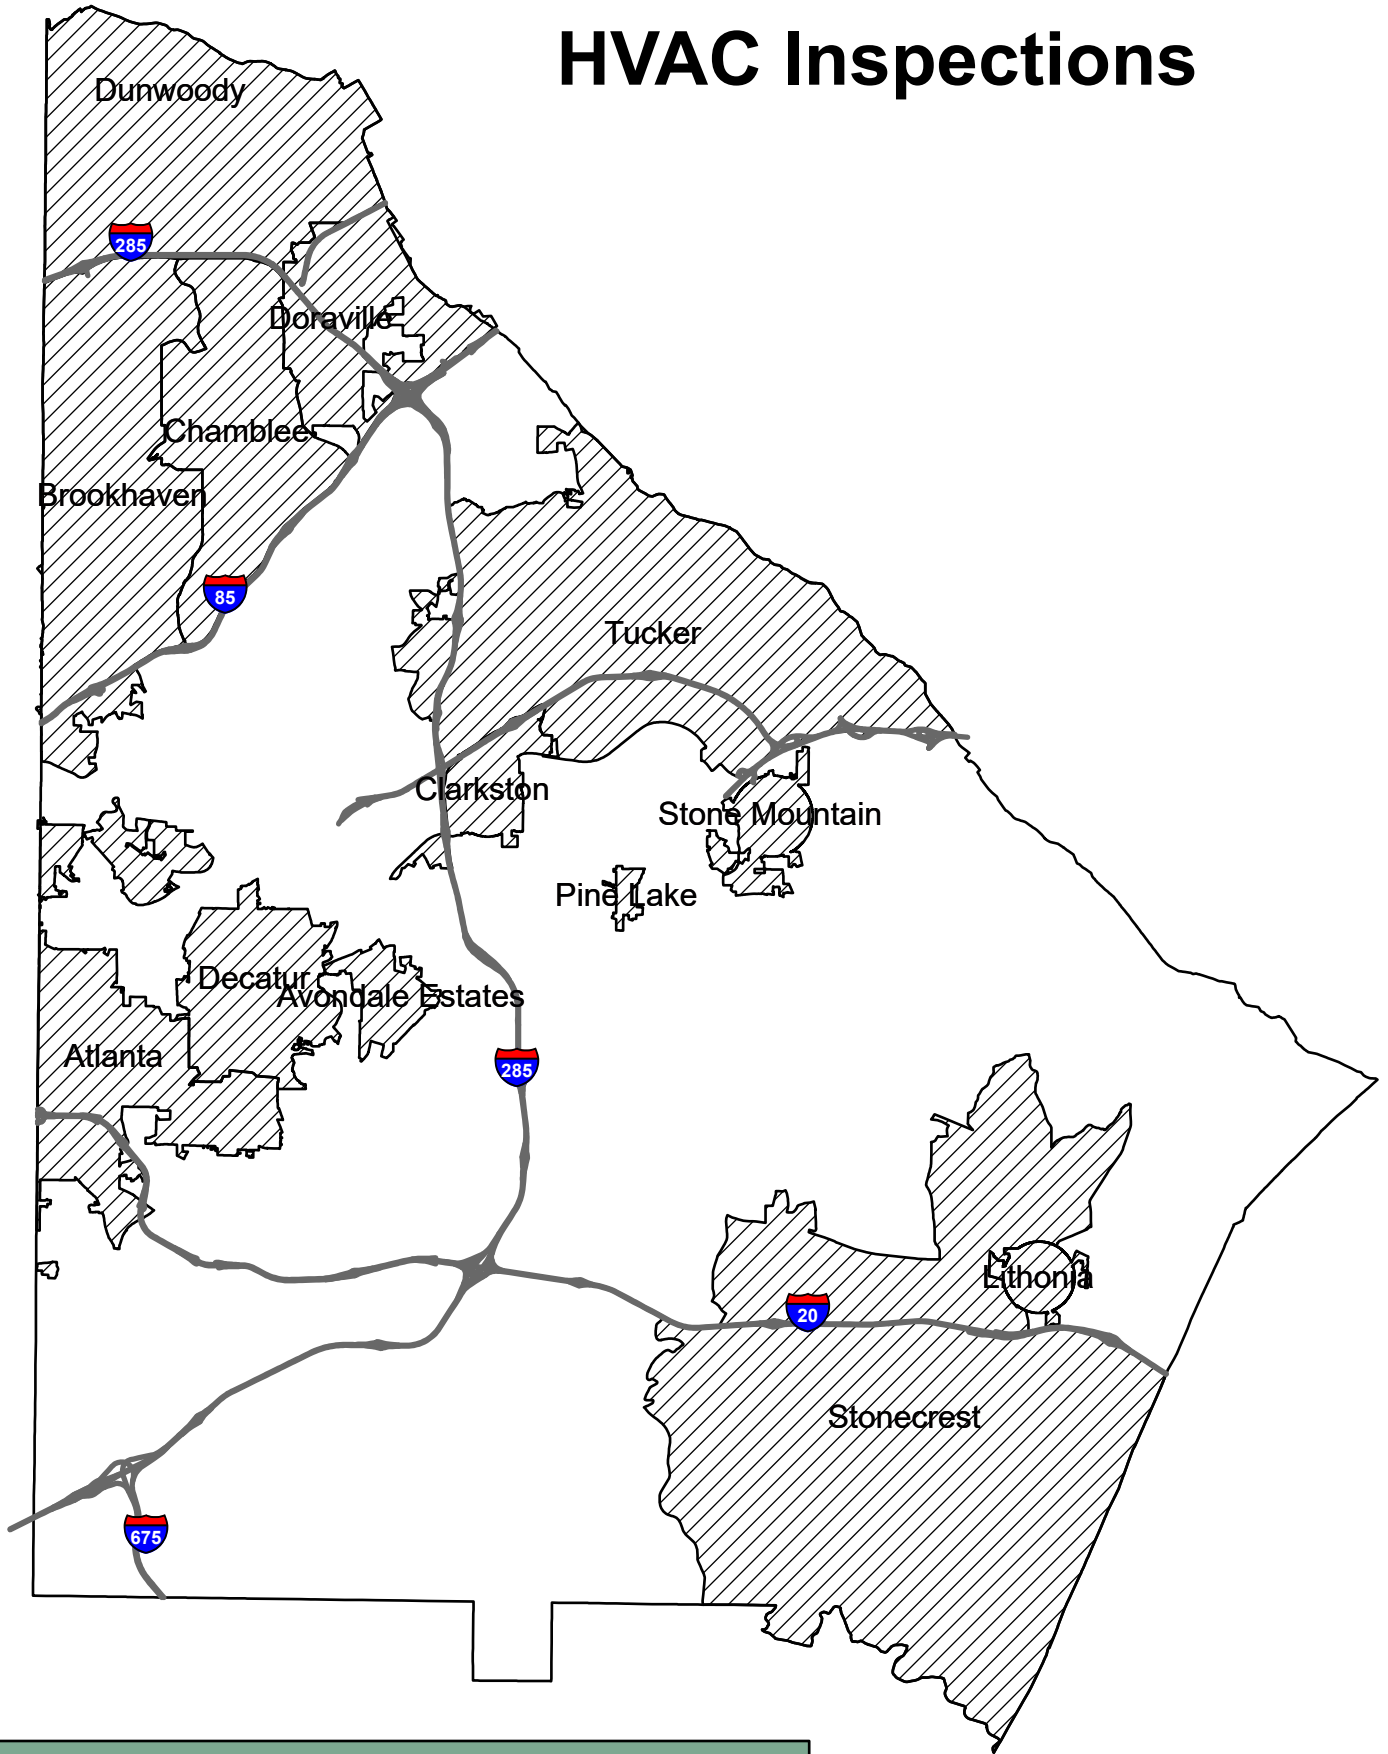 HVAC Inspections
Dunwoody
285
Doraville
Chamblee
Brookhaven
85
Tucker
Clarkston
Stone Mountain
Pine Lake
Decatur
Avondale Estates
Atlanta
285
Lithonia
20
Stonecrest
675